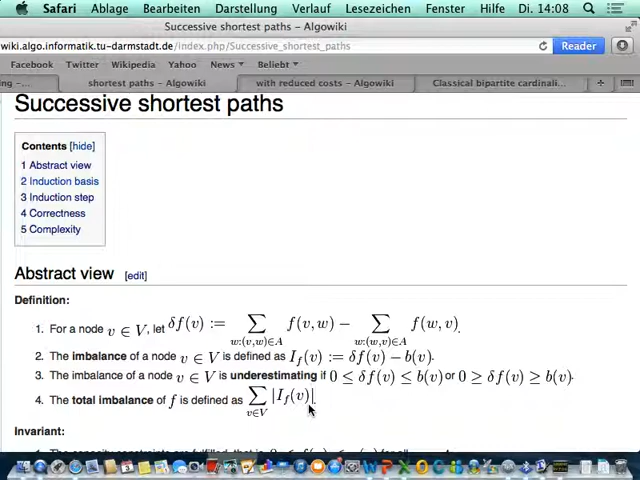 Safari Ablage Bearbeiten Darstellung Verlauf Lesezeichen Fenster Hilfe Di. 14:08
Successive shortest paths – Algowiki
wiki.algo.informatik.tu-darmstadt.de/index.php/Successive_shortest_paths Reader
Facebook Twitter Wikipedia Yahoo News ▾ Beliebt ▾
ng –... shortest paths – Algowiki with reduced costs – Algowiki Classical bipartite cardinali...
Successive shortest paths
Contents [hide]
1 Abstract view
2 Induction basis
3 Induction step
4 Correctness
5 Complexity
Abstract view [edit]
Definition:
1. For a node v ∈ V, let δf(v) := ∑_{w:(v,w)∈A} f(v,w) − ∑_{w:(w,v)∈A} f(w,v).
2. The imbalance of a node v ∈ V is defined as I_f(v) := δf(v) − b(v).
3. The imbalance of a node v ∈ V is underestimating if 0 ≤ δf(v) ≤ b(v) or 0 ≥ δf(v) ≥ b(v).
4. The total imbalance of f is defined as ∑_{v∈V} |I_f(v)|.
Invariant: